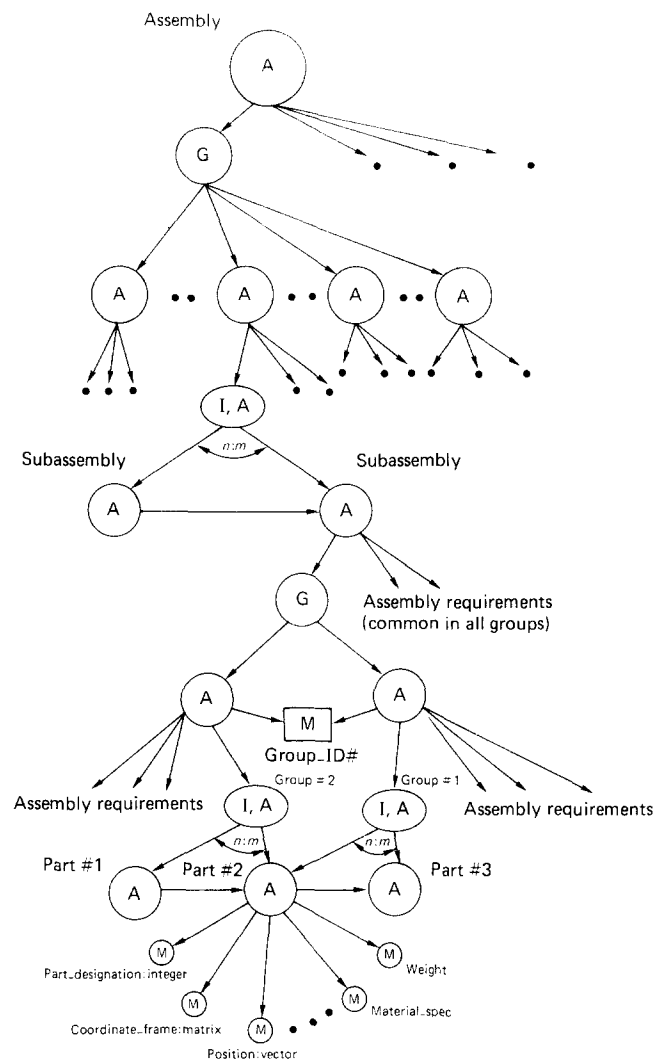 Assembly
A
G
A A A A
I, A
n:m
Subassembly Subassembly
A A
G
Assembly requirements
(common in all groups)
A A
M
Group_ID#
Group = 2 Group = 1
Assembly requirements I, A I, A Assembly requirements
n:m n:m
Part #1 Part #2 Part #3
A A A
M M
Part_designation:integer Weight
M M
Coordinate_frame:matrix Material_spec
M
Position:vector